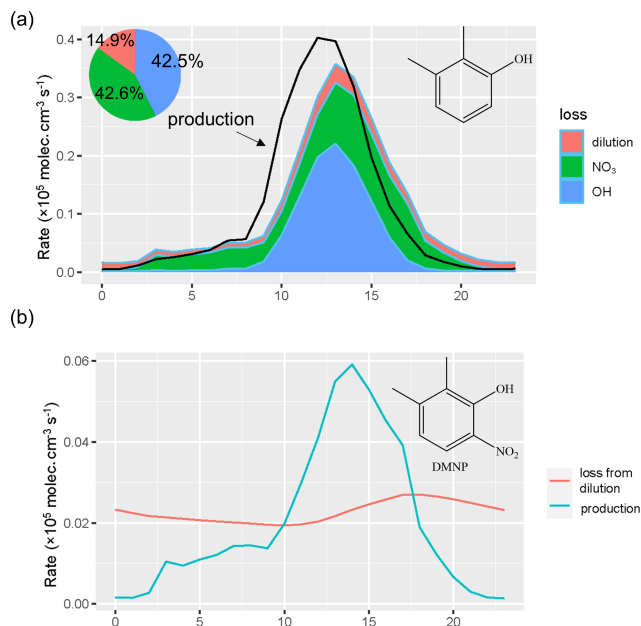 (a)
14.9%
42.5%
42.6%
production
OH
Rate (×10⁵ molec. cm⁻³ s⁻¹)
0.4
0.3
0.2
0.1
0.0
0 5 10 15 20
loss
dilution
NO₃
OH
(b)
Rate (×10⁵ molec. cm⁻³ s⁻¹)
0.06
0.04
0.02
0.00
0 5 10 15 20
OH
NO₂
DMNP
loss from
dilution
production